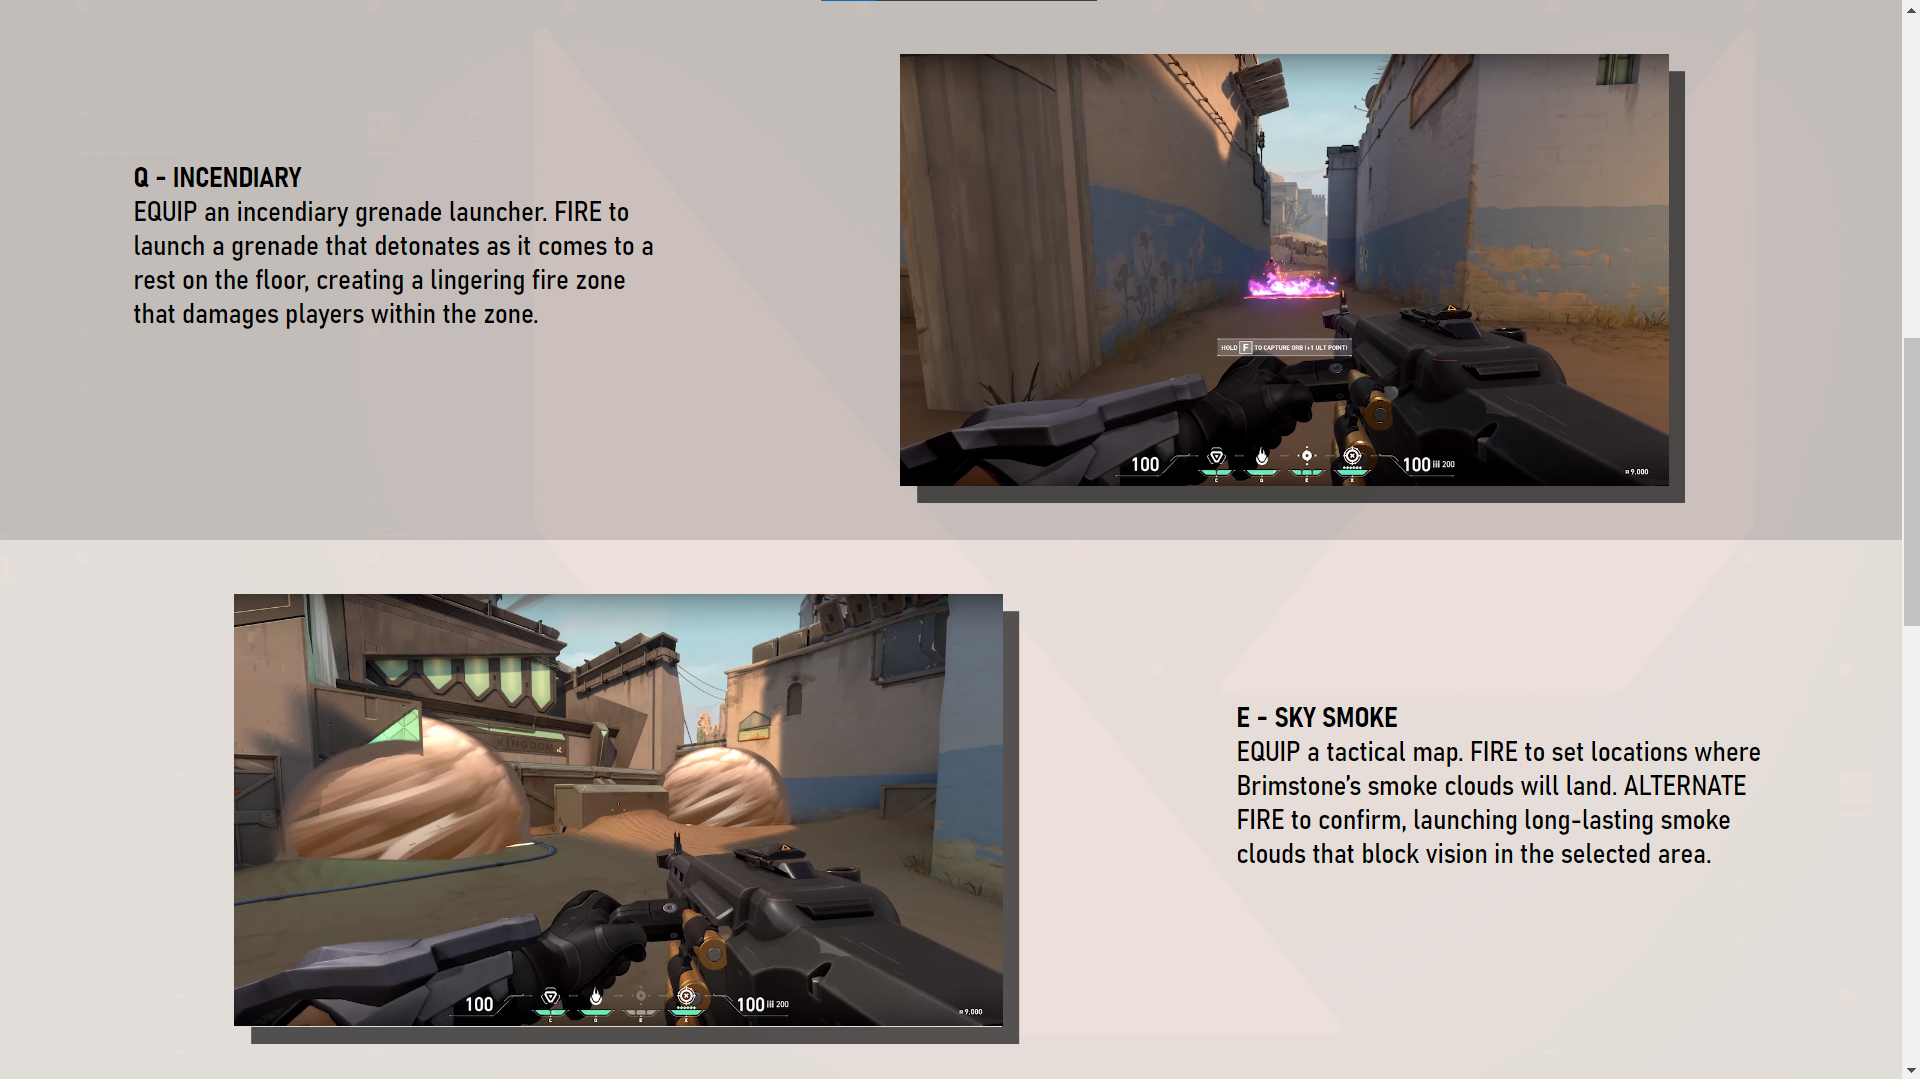 Q - INCENDIARY
EQUIP an incendiary grenade launcher. FIRE to
launch a grenade that detonates as it comes to a
rest on the floor, creating a lingering fire zone
that damages players within the zone.
HOLD F TO CAPTURE ORB (+1 ULT POINT)
100
100
200
9,000
C
Q
E
X
KINGDOM
E - SKY SMOKE
EQUIP a tactical map. FIRE to set locations where
Brimstone’s smoke clouds will land. ALTERNATE
FIRE to confirm, launching long-lasting smoke
clouds that block vision in the selected area.
100
100
200
9,000
C
Q
E
X